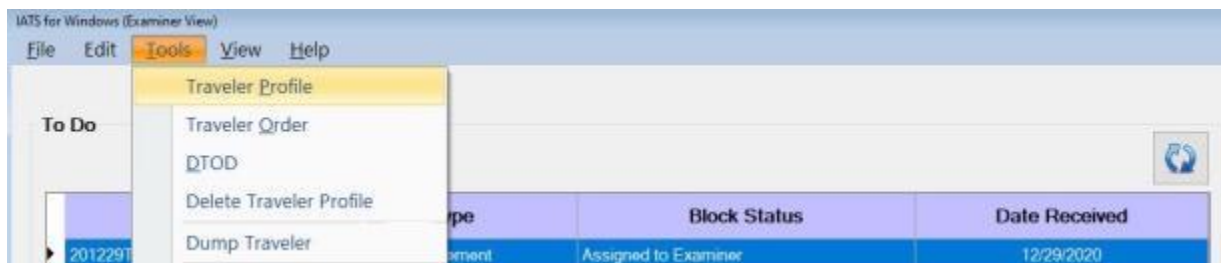 IATS for Windows (Examiner View)
File Edit Tools View Help
Traveler Profile
To Do
Traveler Order
DTOD
Delete Traveler Profile
ype Block Status Date Received
Dump Traveler
201229T oment Assigned to Examiner 12/29/2020